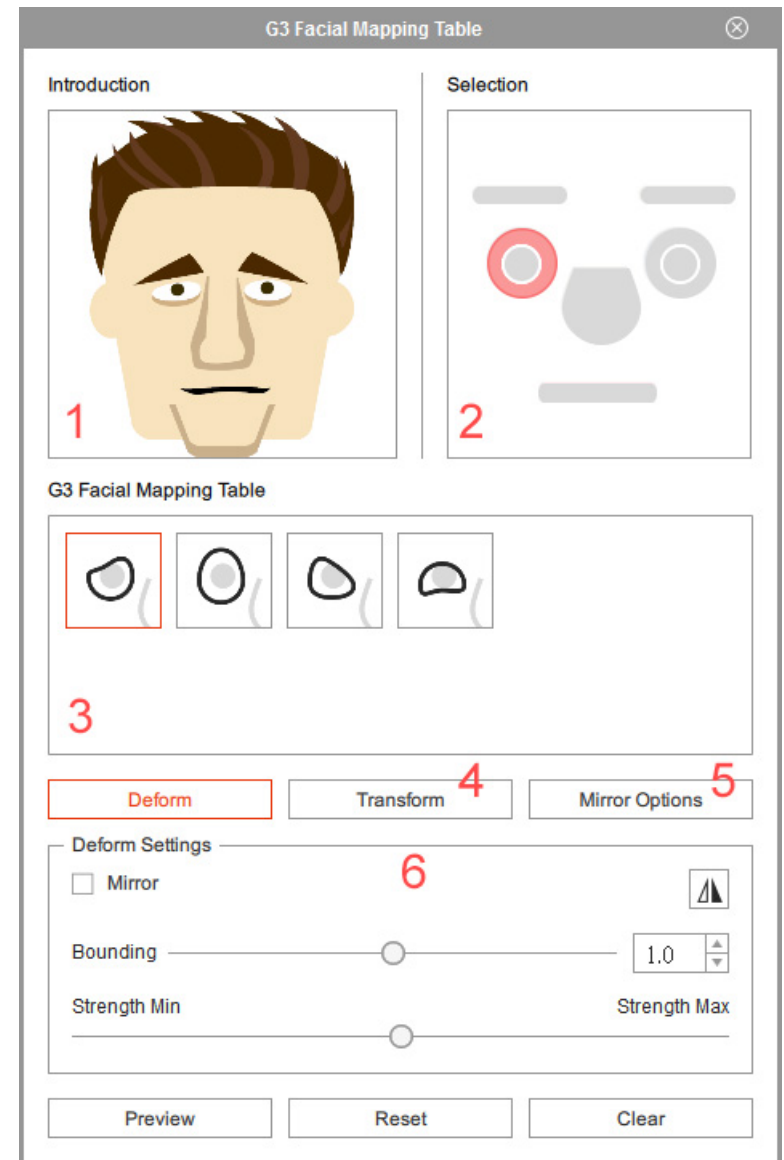 G3 Facial Mapping Table
Introduction
Selection
1
2
G3 Facial Mapping Table
3
Deform
Transform
4
Mirror Options
5
Deform Settings
6
Mirror
Bounding
1.0
Strength Min
Strength Max
Preview
Reset
Clear